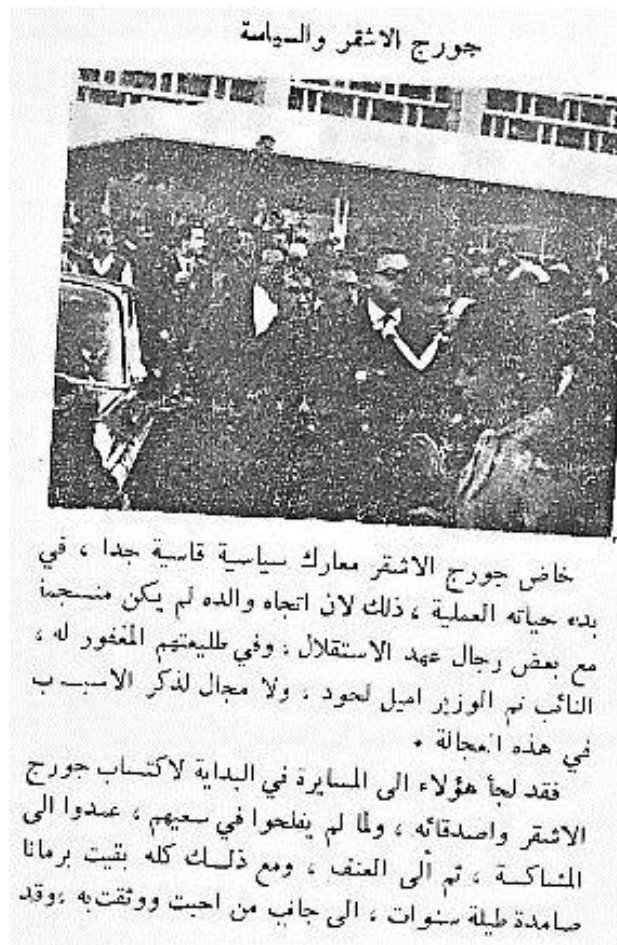 جورج الاشقر والسياسة
خاض جورج الاشقر معارك سياسية قاسية جدا ، في
بدء حياته العملية ، ذلك لان اتجاه والده لم يكن منسجما
مع بعض رجال عهد الاستقلال ، وفي طليعتهم المغفور له ،
النائب ثم الوزير اميل لحود ، ولا مجال لذكر الاسبـاب
في هذه العجالة .
فقد لجأ هؤلاء الى المسايرة في البداية لاكتساب جورج
الاشقر واصدقائه ، ولما لم يفلحوا في سعيهم ، عمدوا الى
المشاكسة ، ثم ألى العنف ، ومع ذلـك كله بقيت برمانا
صامدة طيلة سنوات ، الى جانب من احبت ووثقت به ،وقد